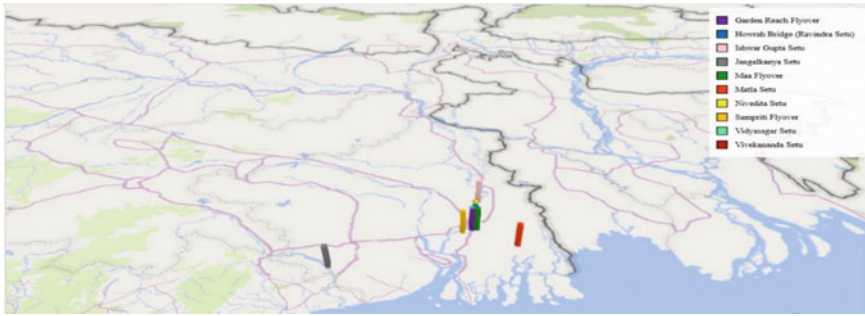 Garden Reach Flyover
Howrah Bridge (Ravindra Setu)
Ishwar Gupta Setu
Jangalkanya Setu
Maa Flyover
Matla Setu
Nivedita Setu
Sampriti Flyover
Vidyasagar Setu
Vivekananda Setu